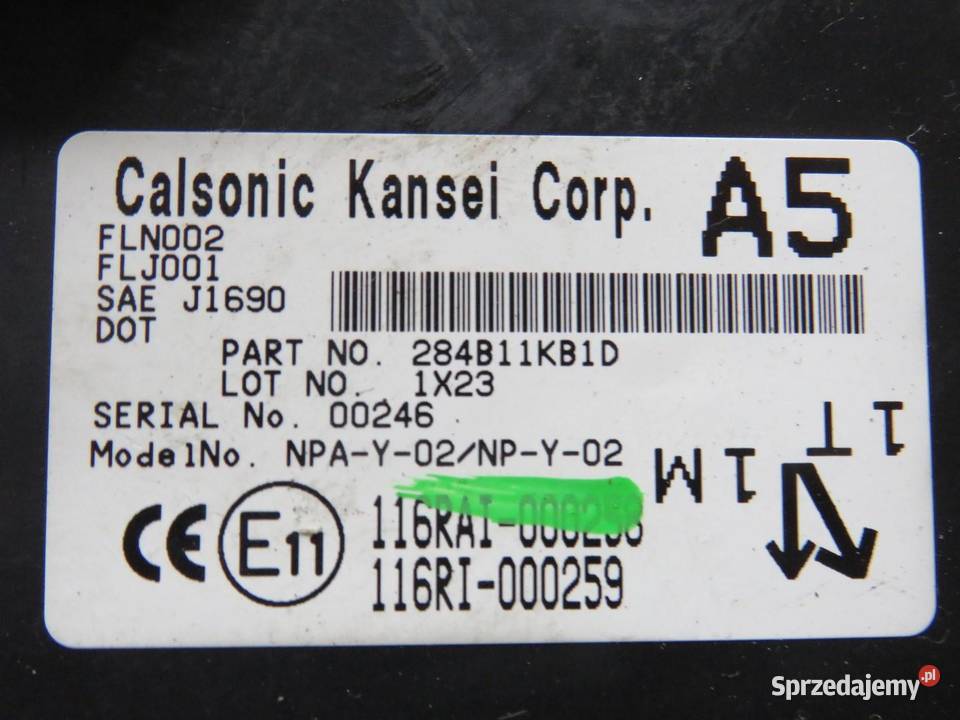 Calsonic Kansei Corp. A5
FLN002
FLJ001
SAE J1690
DOT
PART NO. 284B11KB1D
LOT NO. 1X23
SERIAL No. 00246
ModelNo. NPA-Y-02/NP-Y-02
1T
1M
CE E11
116RI-000259
Sprzedajemy.pl